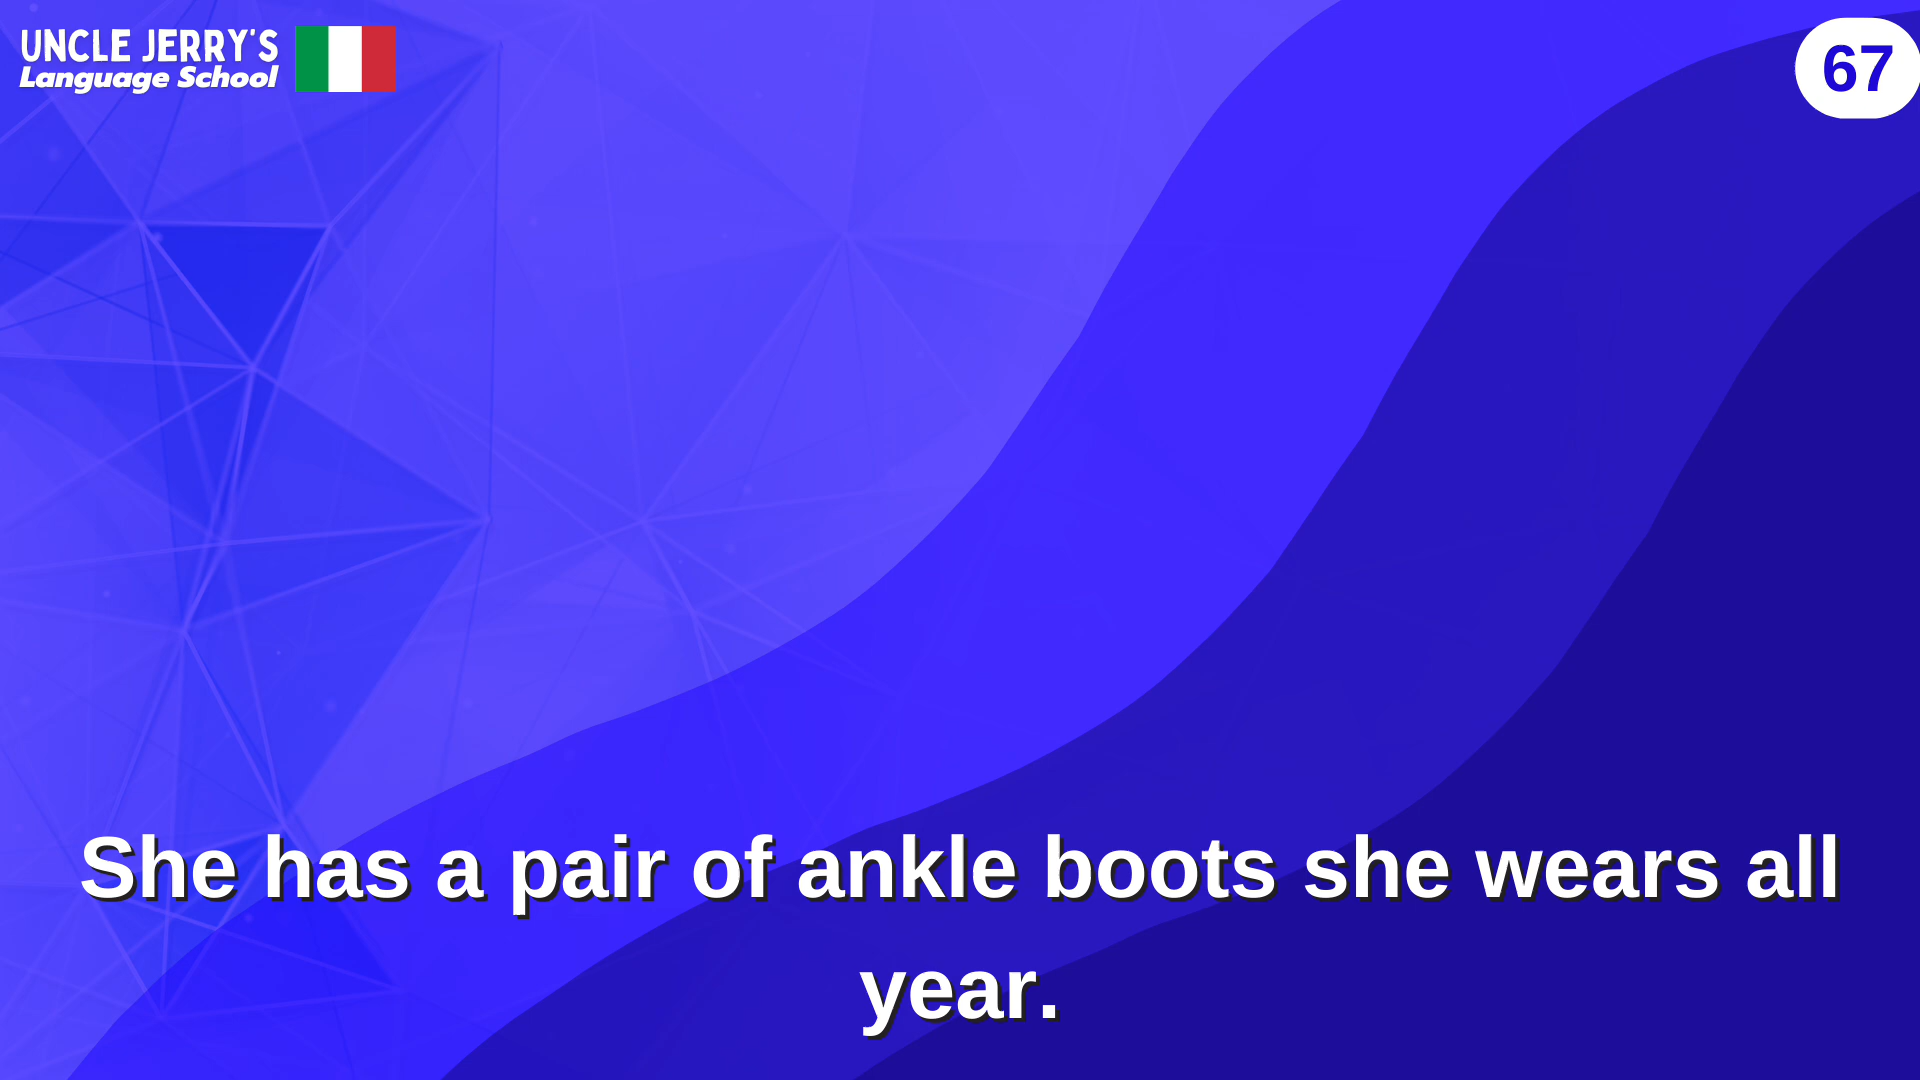 UNCLE JERRY'S
Language School
67
She has a pair of ankle boots she wears all
year.